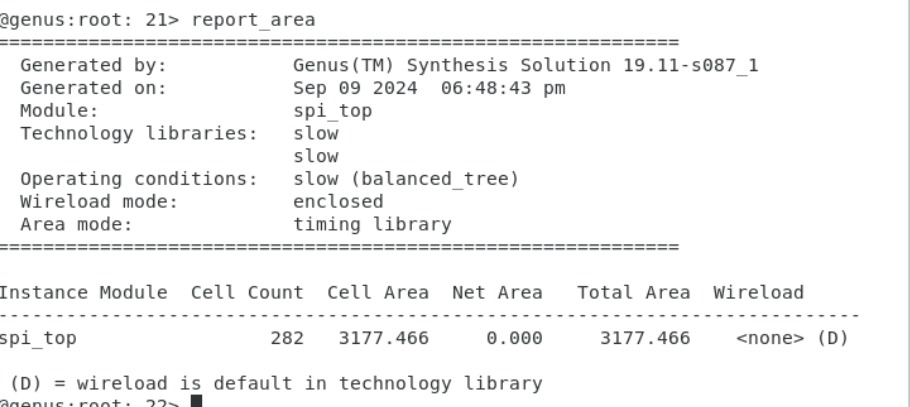 @genus:root: 21> report_area
============================================================
Generated by: Genus(TM) Synthesis Solution 19.11-s087_1
Generated on: Sep 09 2024 06:48:43 pm
Module: spi_top
Technology libraries: slow
slow
Operating conditions: slow (balanced_tree)
Wireload mode: enclosed
Area mode: timing library
============================================================
Instance Module Cell Count Cell Area Net Area Total Area Wireload
----------------------------------------------------------------------------
spi_top 282 3177.466 0.000 3177.466 <none> (D)
(D) = wireload is default in technology library
@genus:root: 22>